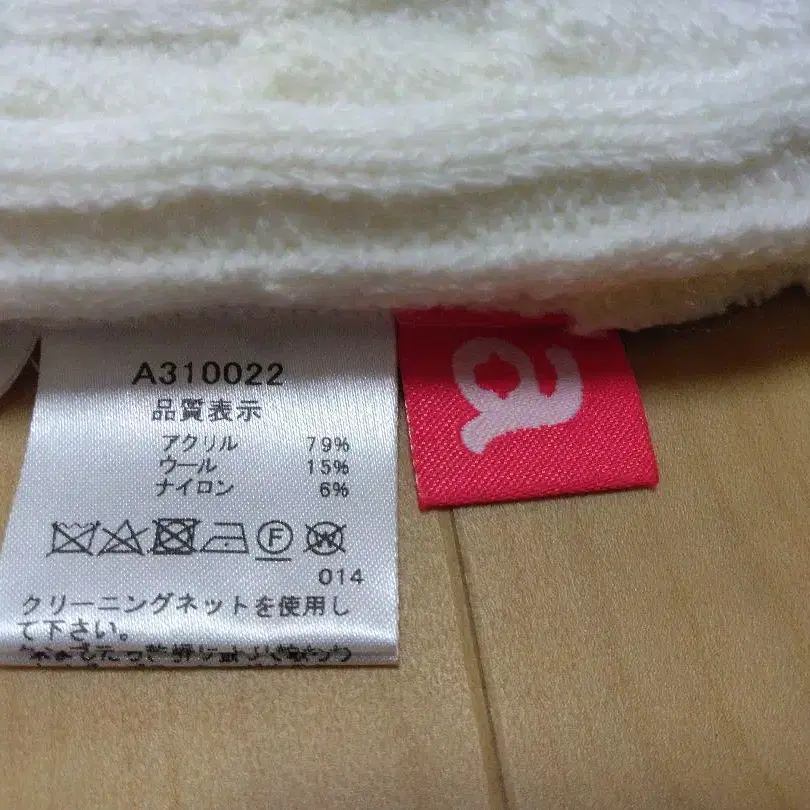 A310022
品質表示
アクリル 79%
ウール 15%
ナイロン 6%
F W
014
クリーニングネットを使用し
て下さい。
a